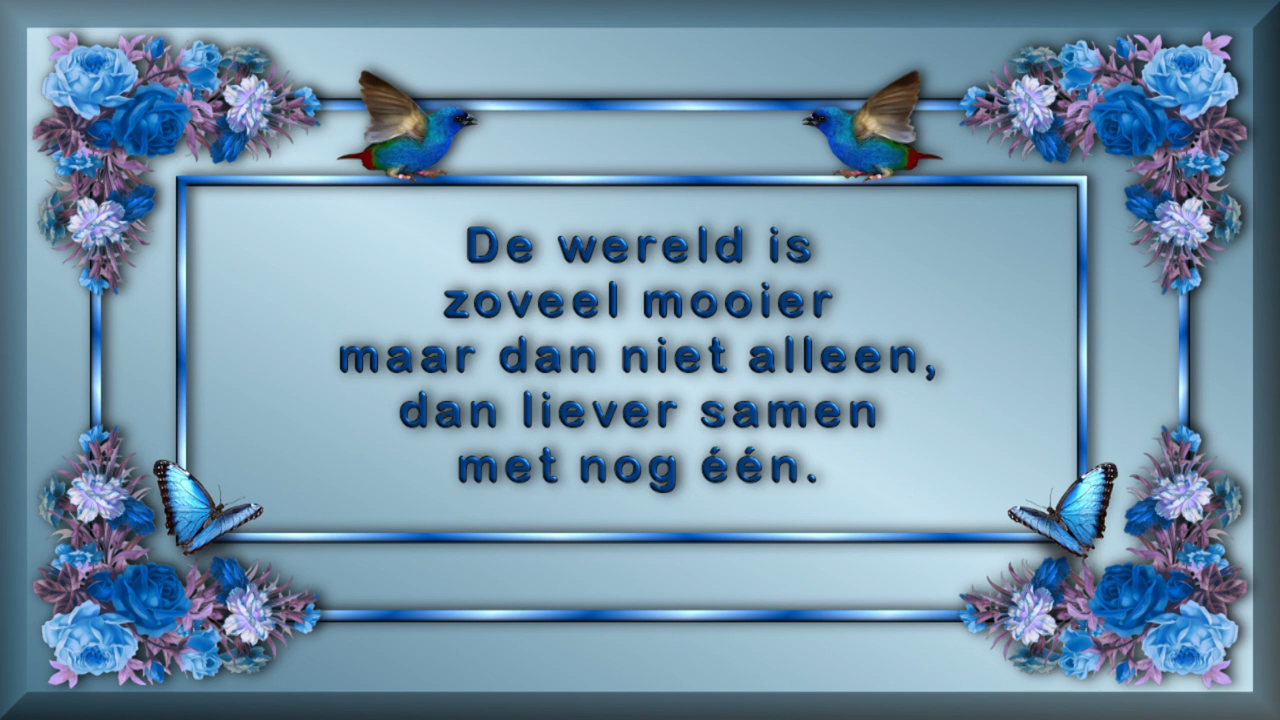 De wereld is
zoveel mooier
maar dan niet alleen,
dan liever samen
met nog één.